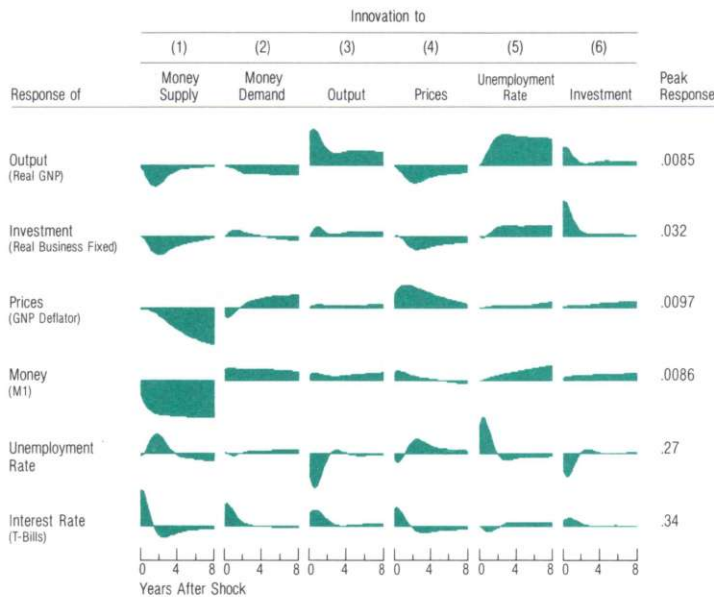 Innovation to
(1) (2) (3) (4) (5) (6)
Response of Money Supply Money Demand Output Prices Unemployment Rate Investment Peak Response
Output .0085
(Real GNP)
Investment .032
(Real Business Fixed)
Prices .0097
(GNP Deflator)
Money .0086
(M1)
Unemployment .27
Rate
Interest Rate .34
(T-Bills)
0 4 8 0 4 8 0 4 8 0 4 8 0 4 8 0 4 8
Years After Shock